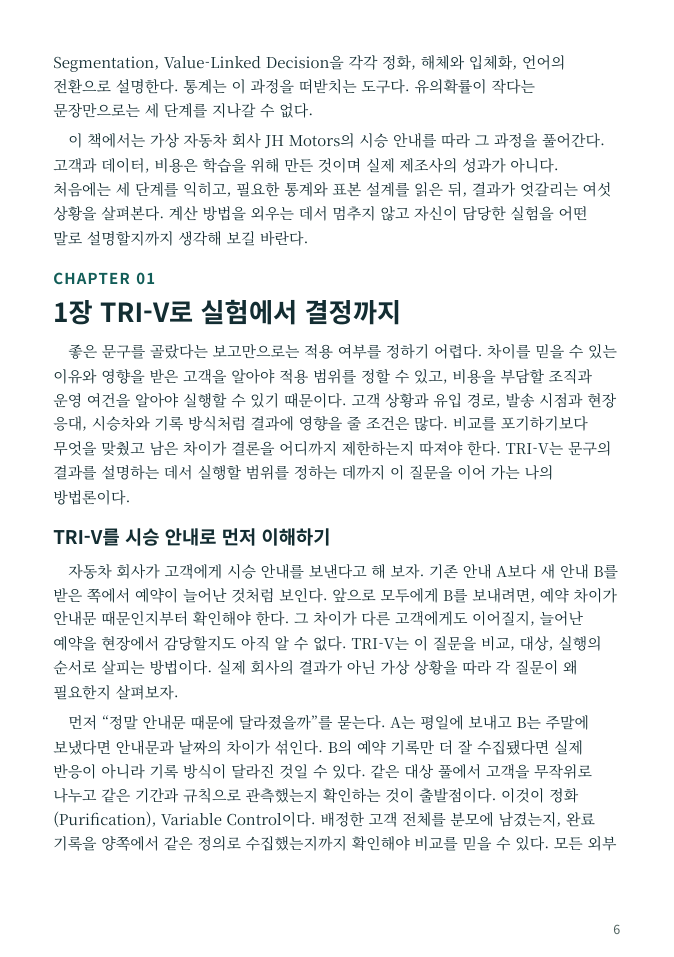 Segmentation, Value-Linked Decision을 각각 정화, 해체와 입체화, 언어의
전환으로 설명한다. 통계는 이 과정을 떠받치는 도구다. 유의확률이 작다는
문장만으로는 세 단계를 지나갈 수 없다.
이 책에서는 가상 자동차 회사 JH Motors의 시승 안내를 따라 그 과정을 풀어간다.
고객과 데이터, 비용은 학습을 위해 만든 것이며 실제 제조사의 성과가 아니다.
처음에는 세 단계를 익히고, 필요한 통계와 표본 설계를 읽은 뒤, 결과가 엇갈리는 여섯
상황을 살펴본다. 계산 방법을 외우는 데서 멈추지 않고 자신이 담당한 실험을 어떤
말로 설명할지까지 생각해 보길 바란다.
CHAPTER 01
1장 TRI-V로 실험에서 결정까지
좋은 문구를 골랐다는 보고만으로는 적용 여부를 정하기 어렵다. 차이를 믿을 수 있는
이유와 영향을 받은 고객을 알아야 적용 범위를 정할 수 있고, 비용을 부담할 조직과
운영 여건을 알아야 실행할 수 있기 때문이다. 고객 상황과 유입 경로, 발송 시점과 현장
응대, 시승차와 기록 방식처럼 결과에 영향을 줄 조건은 많다. 비교를 포기하기보다
무엇을 맞췄고 남은 차이가 결론을 어디까지 제한하는지 따져야 한다. TRI-V는 문구의
결과를 설명하는 데서 실행할 범위를 정하는 데까지 이 질문을 이어 가는 나의
방법론이다.
TRI-V를 시승 안내로 먼저 이해하기
자동차 회사가 고객에게 시승 안내를 보낸다고 해 보자. 기존 안내 A보다 새 안내 B를
받은 쪽에서 예약이 늘어난 것처럼 보인다. 앞으로 모두에게 B를 보내려면, 예약 차이가
안내문 때문인지부터 확인해야 한다. 그 차이가 다른 고객에게도 이어질지, 늘어난
예약을 현장에서 감당할지도 아직 알 수 없다. TRI-V는 이 질문을 비교, 대상, 실행의
순서로 살피는 방법이다. 실제 회사의 결과가 아닌 가상 상황을 따라 각 질문이 왜
필요한지 살펴보자.
먼저 “정말 안내문 때문에 달라졌을까”를 묻는다. A는 평일에 보내고 B는 주말에
보냈다면 안내문과 날짜의 차이가 섞인다. B의 예약 기록만 더 잘 수집됐다면 실제
반응이 아니라 기록 방식이 달라진 것일 수 있다. 같은 대상 풀에서 고객을 무작위로
나누고 같은 기간과 규칙으로 관측했는지 확인하는 것이 출발점이다. 이것이 정화
(Purification), Variable Control이다. 배정한 고객 전체를 분모에 남겼는지, 완료
기록을 양쪽에서 같은 정의로 수집했는지까지 확인해야 비교를 믿을 수 있다. 모든 외부
6